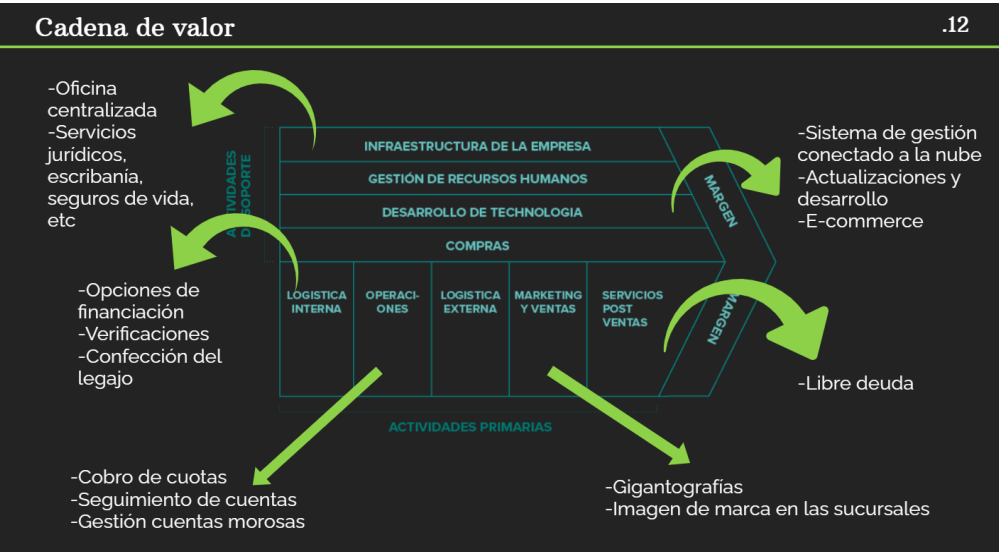 Cadena de valor
.12
-Oficina
centralizada
-Servicios
jurídicos,
escribanía,
seguros de vida,
etc
-Opciones de
financiación
-Verificaciones
-Confección del
legajo
-Cobro de cuotas
-Seguimiento de cuentas
-Gestión cuentas morosas
ACTIVIDADES
DE SOPORTE
INFRAESTRUCTURA DE LA EMPRESA
GESTIÓN DE RECURSOS HUMANOS
DESARROLLO DE TECHNOLOGIA
COMPRAS
LOGISTICA
INTERNA
OPERACI-
ONES
LOGISTICA
EXTERNA
MARKETING
Y VENTAS
SERVICIOS
POST
VENTAS
MARGEN
MARGEN
ACTIVIDADES PRIMARIAS
-Sistema de gestión
conectado a la nube
-Actualizaciones y
desarrollo
-E-commerce
-Libre deuda
-Gigantografías
-Imagen de marca en las sucursales